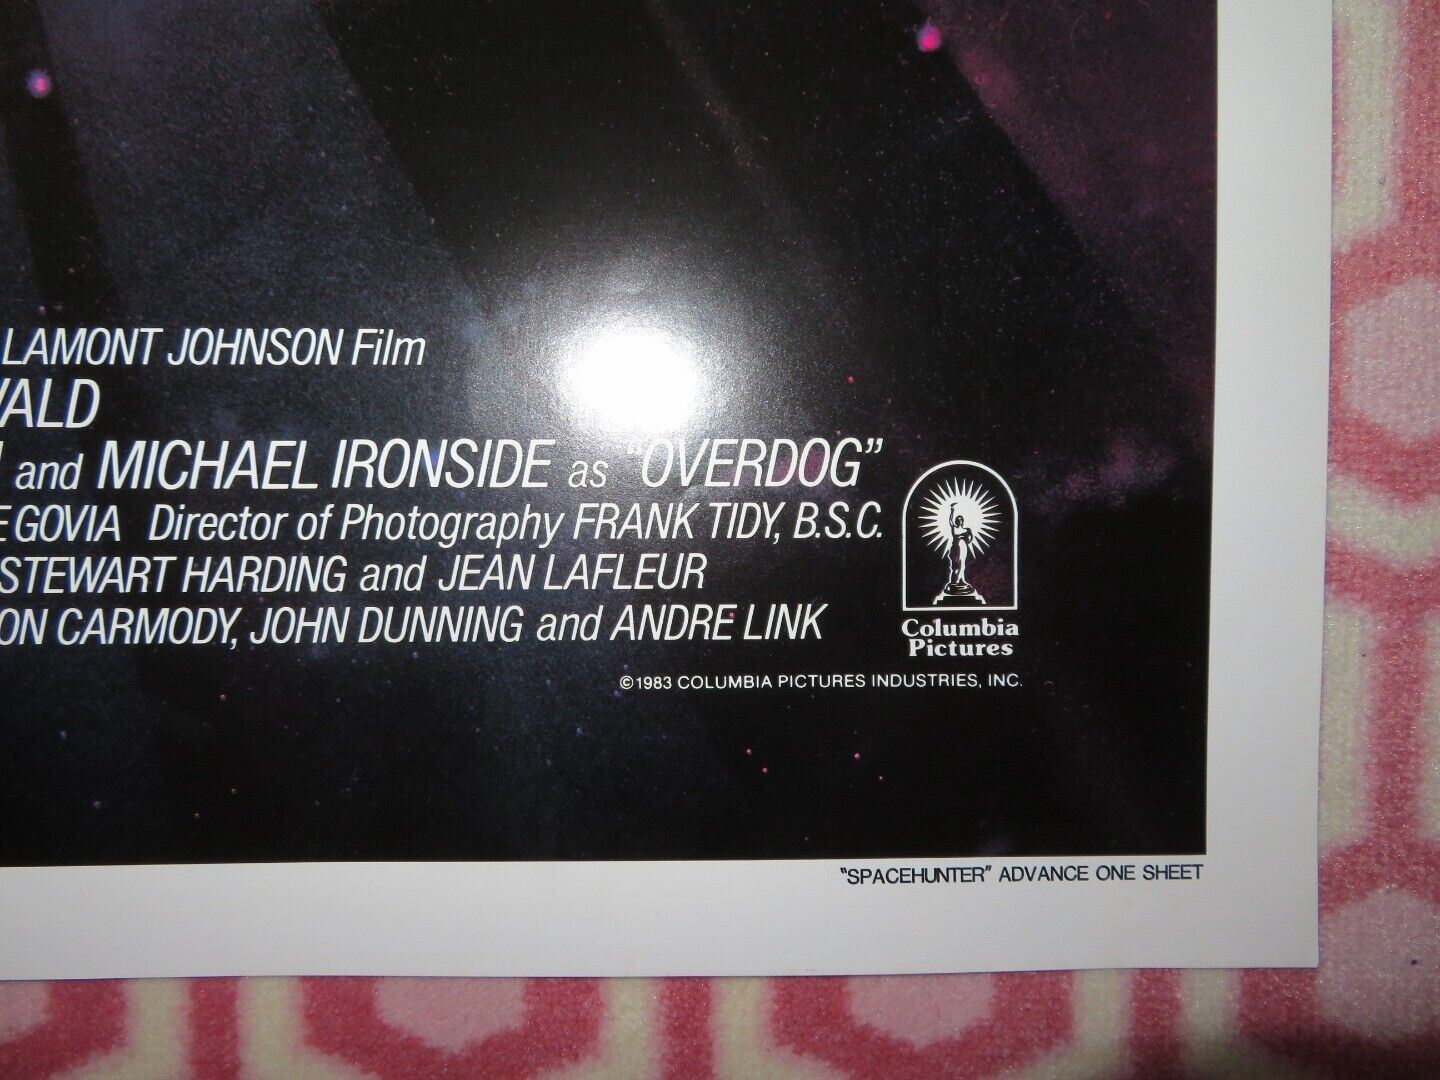 LAMONT JOHNSON Film
WALD
and MICHAEL IRONSIDE as "OVERDOG"
EGOVIA Director of Photography FRANK TIDY, B.S.C.
STEWART HARDING and JEAN LAFLEUR
ON CARMODY, JOHN DUNNING and ANDRE LINK
Columbia
Pictures
©1983 COLUMBIA PICTURES INDUSTRIES, INC.
"SPACEHUNTER" ADVANCE ONE SHEET